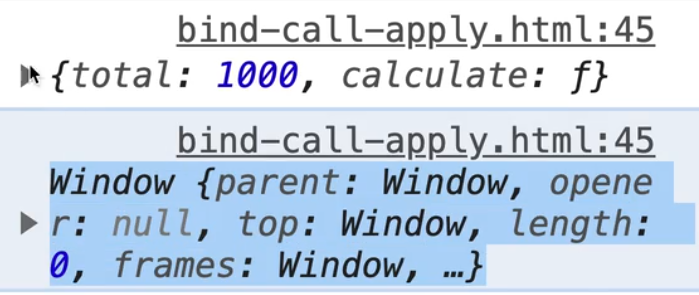 bind-call-apply.html:45
{total: 1000, calculate: f}
bind-call-apply.html:45
Window {parent: Window, opene
r: null, top: Window, length:
0, frames: Window, …}